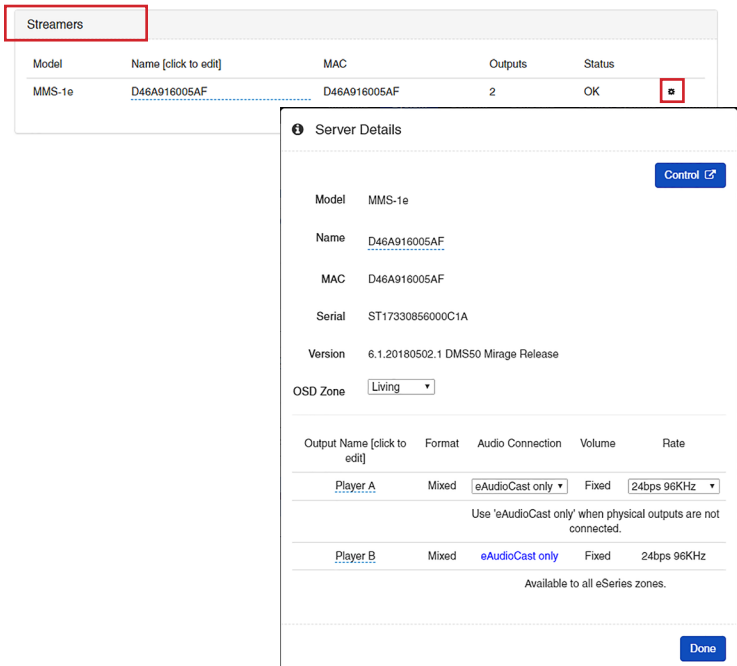 Streamers
Model Name [click to edit] MAC Outputs Status
MMS-1e D46A916005AF D46A916005AF 2 OK
Server Details
Control
Model MMS-1e
Name D46A916005AF
MAC D46A916005AF
Serial ST17330856000C1A
Version 6.1.20180502.1 DMS50 Mirage Release
OSD Zone Living
Output Name [click to Format Audio Connection Volume Rate
edit]
Player A Mixed eAudioCast only Fixed 24bps 96KHz
Use 'eAudioCast only' when physical outputs are not
connected.
Player B Mixed eAudioCast only Fixed 24bps 96KHz
Available to all eSeries zones.
Done